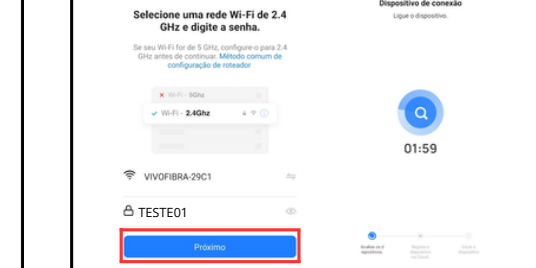 Selecione uma rede Wi-Fi de 2.4
GHz e digite a senha.
Se seu Wi-Fi for de 5 GHz, configure-o para 2.4
GHz antes de continuar. Método comum de
configuração de roteador
Wi-Fi - 5Ghz
Wi-Fi - 2.4Ghz
VIVOFIBRA-29C1
TESTE01
Próximo
Dispositivo de conexão
Ligue o dispositivo.
01:59